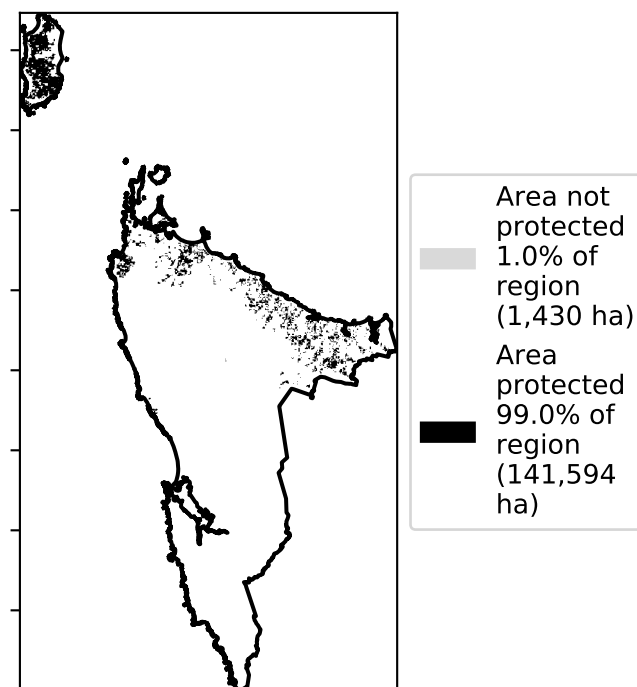 Area not
protected
1.0% of
region
(1,430 ha)
Area
protected
99.0% of
region
(141,594
ha)